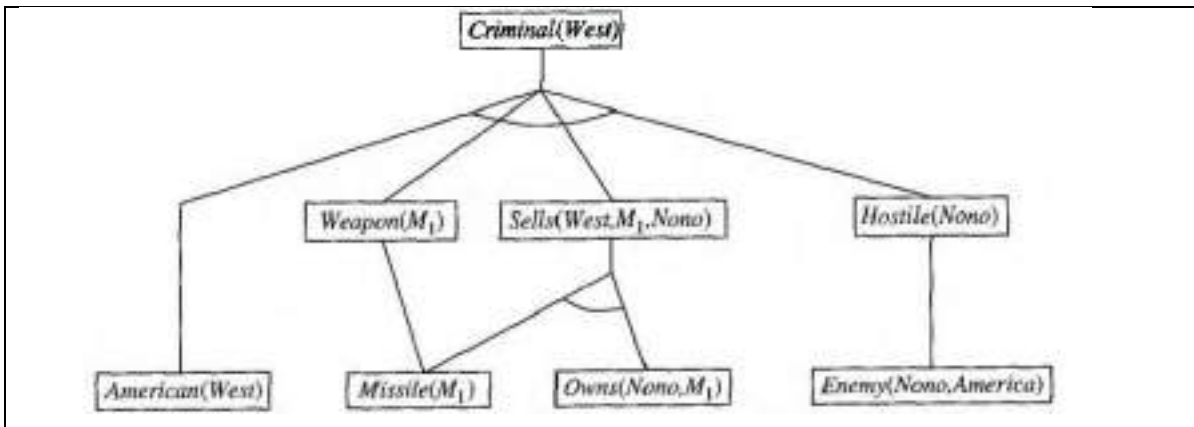 Criminal(West)
Weapon(M₁)
Sells(West,M₁,Nono)
Hostile(Nono)
American(West)
Missile(M₁)
Owns(Nono,M₁)
Enemy(Nono,America)